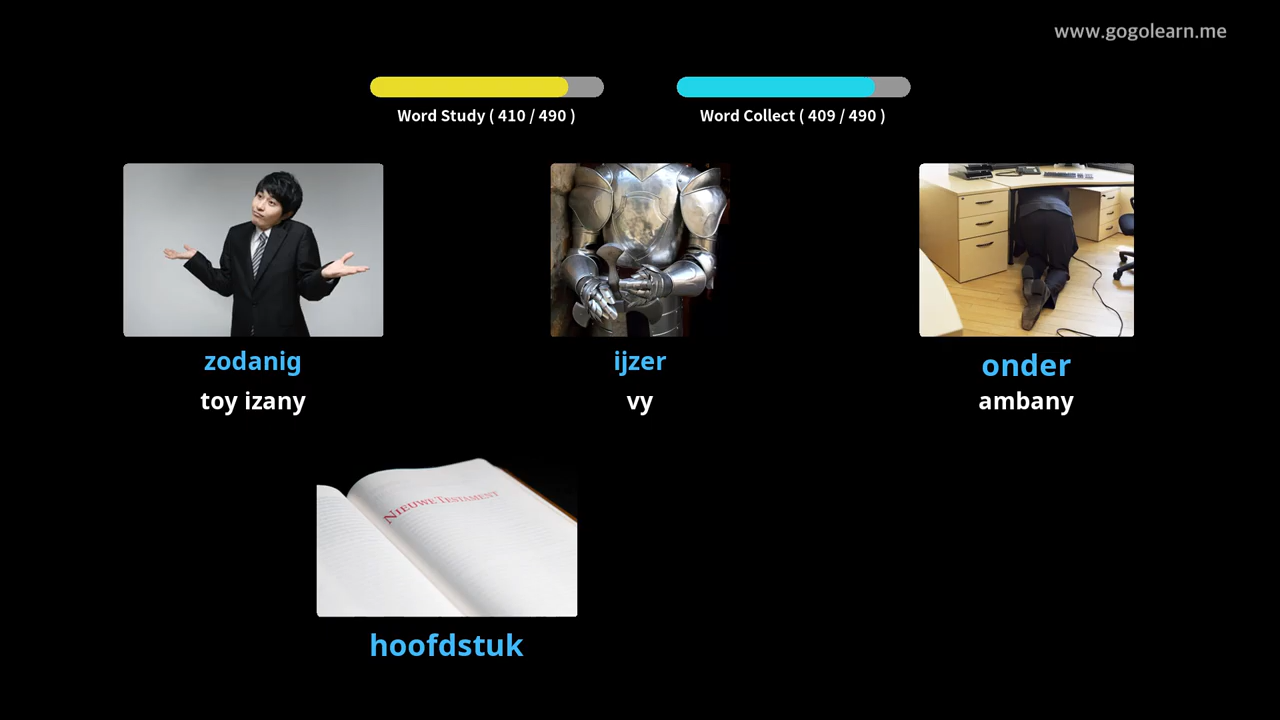 www.gogolearn.me
Word Study ( 410 / 490 )
Word Collect ( 409 / 490 )
zodanig
toy izany
ijzer
vy
onder
ambany
NIEUWE TESTAMENT
hoofdstuk